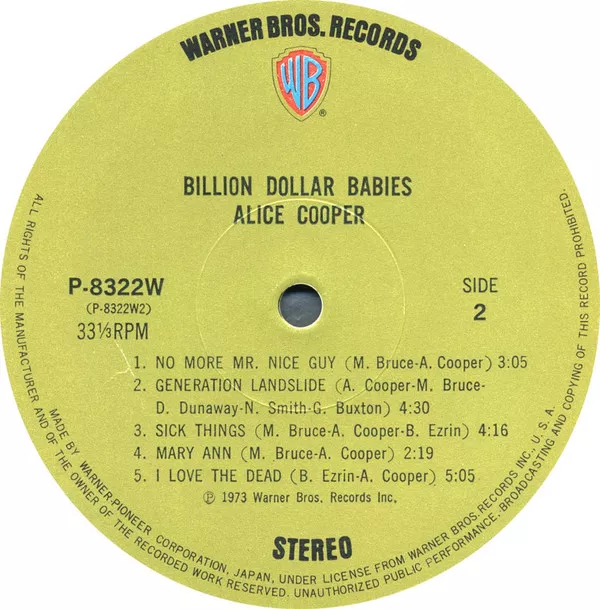 WARNER BROS. RECORDS
WB
®
BILLION DOLLAR BABIES
ALICE COOPER
P-8322W
(P-8322W2)
33⅓RPM
SIDE
2
1. NO MORE MR. NICE GUY (M. Bruce-A. Cooper) 3:05
2. GENERATION LANDSLIDE (A. Cooper-M. Bruce-
D. Dunaway-N. Smith-G. Buxton) 4:30
3. SICK THINGS (M. Bruce-A. Cooper-B. Ezrin) 4:16
4. MARY ANN (M. Bruce-A. Cooper) 2:19
5. I LOVE THE DEAD (B. Ezrin-A. Cooper) 5:05
℗ 1973 Warner Bros. Records Inc.
STEREO
ALL RIGHTS OF THE MANUFACTURER AND OF THE OWNER OF THE RECORDED WORK RESERVED. UNAUTHORIZED PUBLIC PERFORMANCE, BROADCASTING AND COPYING OF THIS RECORD PROHIBITED.
MADE BY WARNER-PIONEER CORPORATION, JAPAN, UNDER LICENSE FROM WARNER BROS. RECORDS INC., U.S.A.